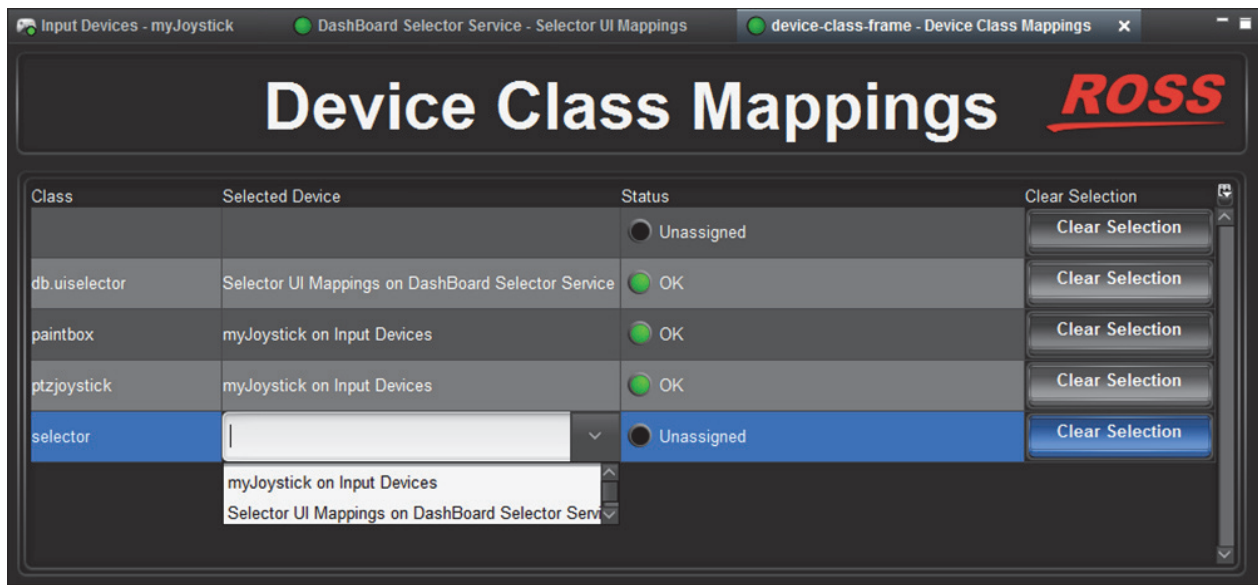 Input Devices - myJoystick
DashBoard Selector Service - Selector UI Mappings
device-class-frame - Device Class Mappings
Device Class Mappings
ROSS
Class Selected Device Status Clear Selection
Unassigned Clear Selection
db.uiselector Selector UI Mappings on DashBoard Selector Service OK Clear Selection
paintbox myJoystick on Input Devices OK Clear Selection
ptzjoystick myJoystick on Input Devices OK Clear Selection
selector Unassigned Clear Selection
myJoystick on Input Devices
Selector UI Mappings on DashBoard Selector Servi